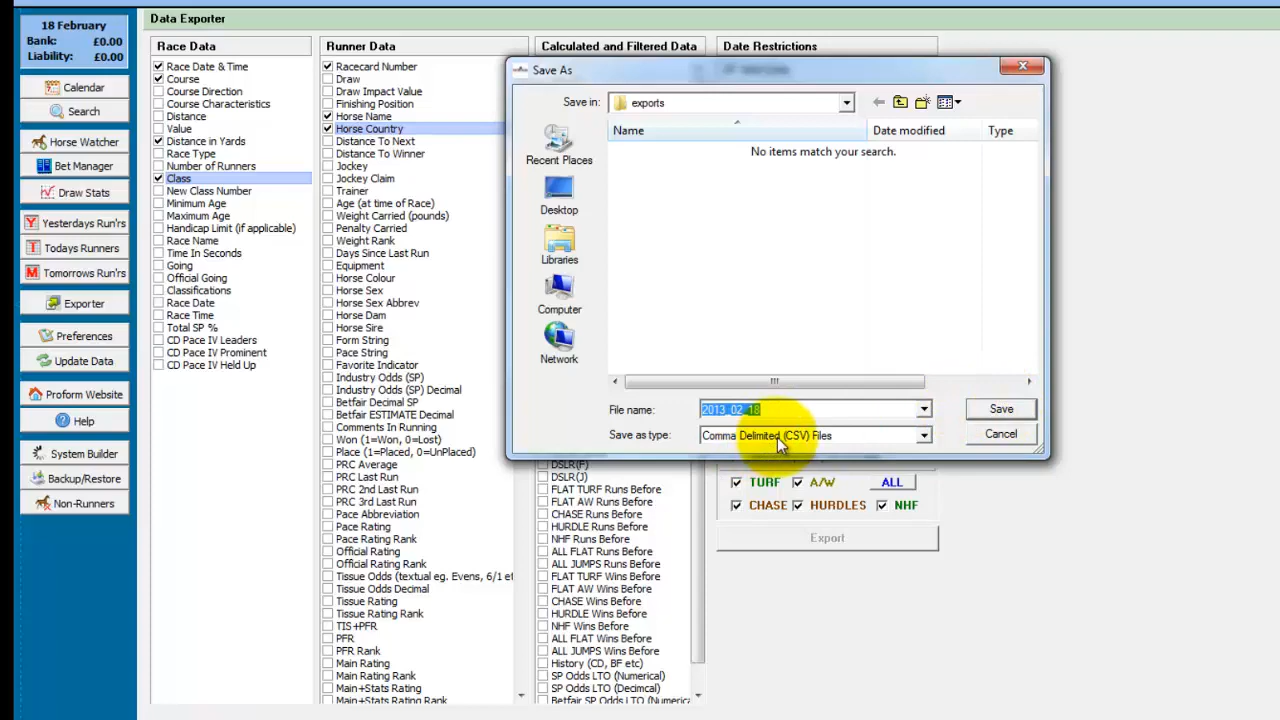 18 February
Bank: £0.00
Liability: £0.00
Calendar
Search
Horse Watcher
Bet Manager
Draw Stats
Yesterdays Run'rs
Todays Runners
Tomorrows Run'rs
Exporter
Preferences
Update Data
Proform Website
Help
System Builder
Backup/Restore
Non-Runners
Data Exporter
Race Data
Race Date & Time
Course
Course Direction
Course Characteristics
Distance
Value
Distance in Yards
Race Type
Number of Runners
Class
New Class Number
Minimum Age
Maximum Age
Handicap Limit (if applicable)
Race Name
Time In Seconds
Going
Official Going
Classifications
Race Date
Race Time
Total SP %
CD Pace IV Leaders
CD Pace IV Prominent
CD Pace IV Held Up
Runner Data
Racecard Number
Draw
Draw Impact Value
Finishing Position
Horse Name
Horse Country
Distance To Next
Distance To Winner
Jockey
Jockey Claim
Trainer
Age (at time of Race)
Weight Carried (pounds)
Penalty Carried
Weight Rank
Days Since Last Run
Equipment
Horse Colour
Horse Sex
Horse Sex Abbrev
Horse Dam
Horse Sire
Form String
Pace String
Favorite Indicator
Industry Odds (SP)
Industry Odds (SP) Decimal
Betfair Decimal SP
Betfair ESTIMATE Decimal
Comments In Running
Won (1=Won, 0=Lost)
Place (1=Placed, 0=UnPlaced)
PRC Average
PRC Last Run
PRC 2nd Last Run
PRC 3rd Last Run
Pace Abbreviation
Pace Rating
Pace Rating Rank
Official Rating
Official Rating Rank
Tissue Odds (textual eg. Evens, 6/1 et
Tissue Odds Decimal
Tissue Rating
Tissue Rating Rank
TIS+PFR
PFR
PFR Rank
Main Rating
Main Rating Rank
Main+Stats Rating
Main+Stats Rating Rank
Calculated and Filtered Data
DSLR(F)
DSLR(J)
FLAT TURF Runs Before
FLAT AW Runs Before
CHASE Runs Before
HURDLE Runs Before
NHF Runs Before
ALL FLAT Runs Before
ALL JUMPS Runs Before
FLAT TURF Wins Before
FLAT AW Wins Before
CHASE Wins Before
HURDLE Wins Before
NHF Wins Before
ALL FLAT Wins Before
ALL JUMPS Wins Before
History (CD, BF etc)
SP Odds LTO (Numerical)
SP Odds LTO (Decimcal)
Betfair SP Odds LTO (Numeric
Date Restrictions
Save As
Save in:
exports
Name
Date modified
Type
No items match your search.
Recent Places
Desktop
Libraries
Computer
Network
File name:
2013_02_18
Save
Save as type:
Comma Delimited (CSV) Files
Cancel
TURF
A/W
ALL
CHASE
HURDLES
NHF
Export